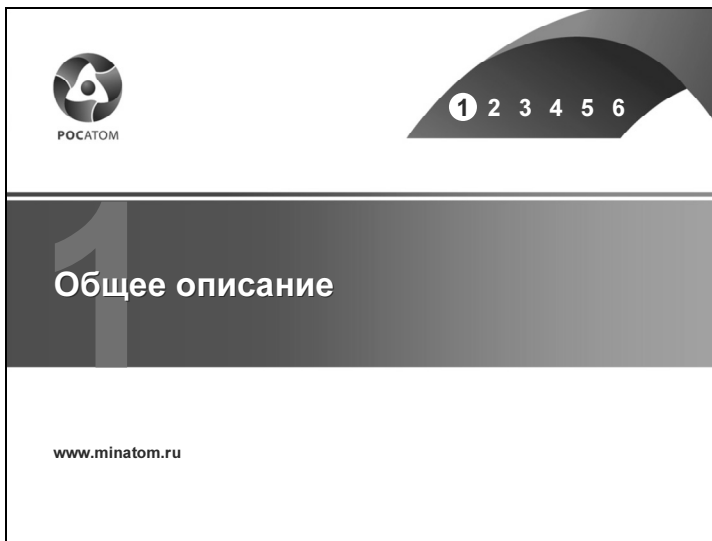 РОСАТОМ
1 2 3 4 5 6
1
Общее описание
www.minatom.ru